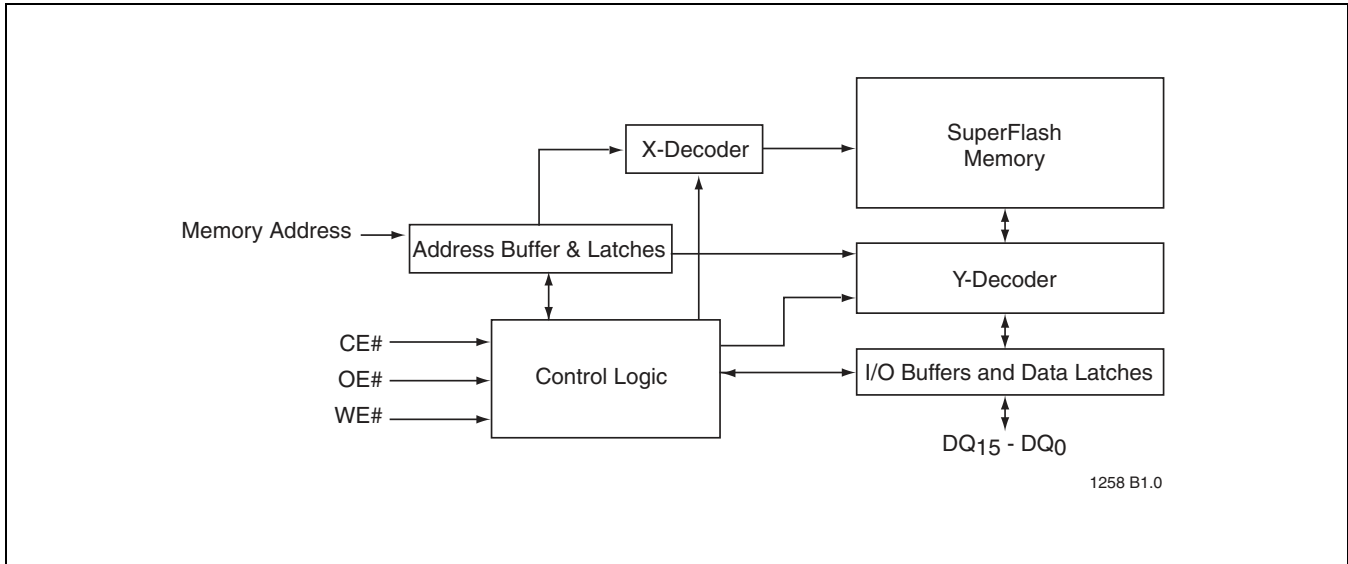 SuperFlash
Memory
X-Decoder
Memory Address
Address Buffer & Latches
Y-Decoder
CE#
OE#
WE#
Control Logic
I/O Buffers and Data Latches
DQ15 - DQ0
1258 B1.0